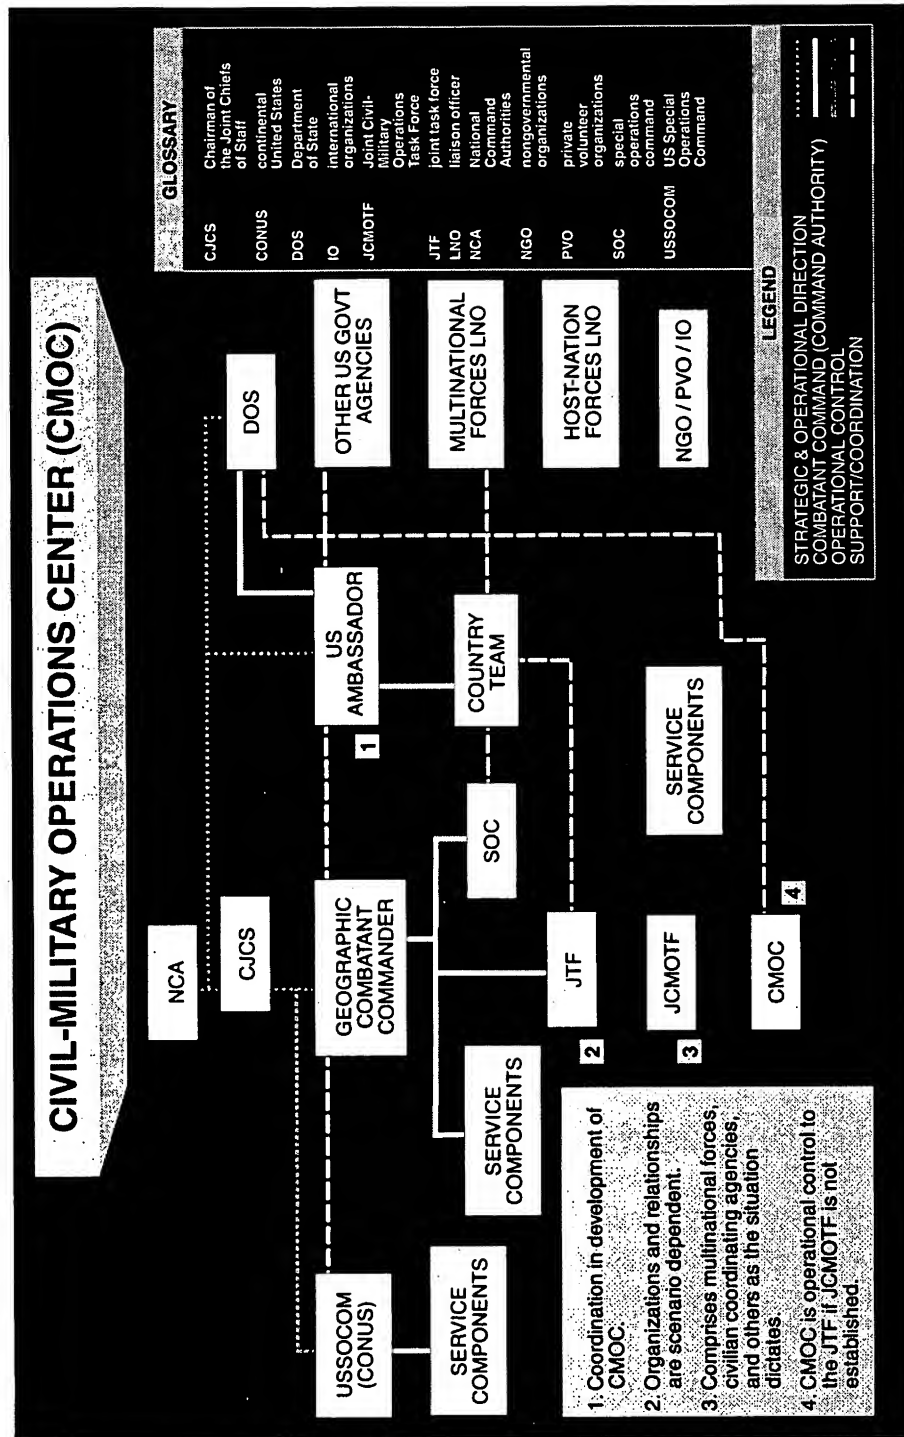 CIVIL-MILITARY OPERATIONS CENTER (CMOC)
NCA
CJCS
DOS
USSOCOM
(CONUS)
GEOGRAPHIC
COMBATANT
COMMANDER
US
AMBASSADOR
1
OTHER US GOVT
AGENCIES
SERVICE
COMPONENTS
SERVICE
COMPONENTS
SOC
COUNTRY
TEAM
MULTINATIONAL
FORCES LNO
JTF
2
HOST-NATION
FORCES LNO
JCMOTF
3
SERVICE
COMPONENTS
NGO / PVO / IO
CMOC
4
1. Coordination in development of
CMOC.
2. Organizations and relationships
are scenario dependent.
3. Comprises multinational forces,
civilian coordinating agencies,
and others as the situation
dictates.
4. CMOC is operational control to
the JTF if JCMOTF is not
established.
GLOSSARY
CJCS Chairman of
the Joint Chiefs
of Staff
CONUS continental
United States
DOS Department
of State
IO international
organizations
JCMOTF Joint Civil-
Military
Operations
Task Force
JTF joint task force
LNO liaison officer
NCA National
Command
Authorities
NGO nongovernmental
organizations
PVO private
volunteer
organizations
SOC special
operations
command
USSOCOM US Special
Operations
Command
LEGEND
STRATEGIC & OPERATIONAL DIRECTION
COMBATANT COMMAND (COMMAND AUTHORITY)
OPERATIONAL CONTROL
SUPPORT/COORDINATION